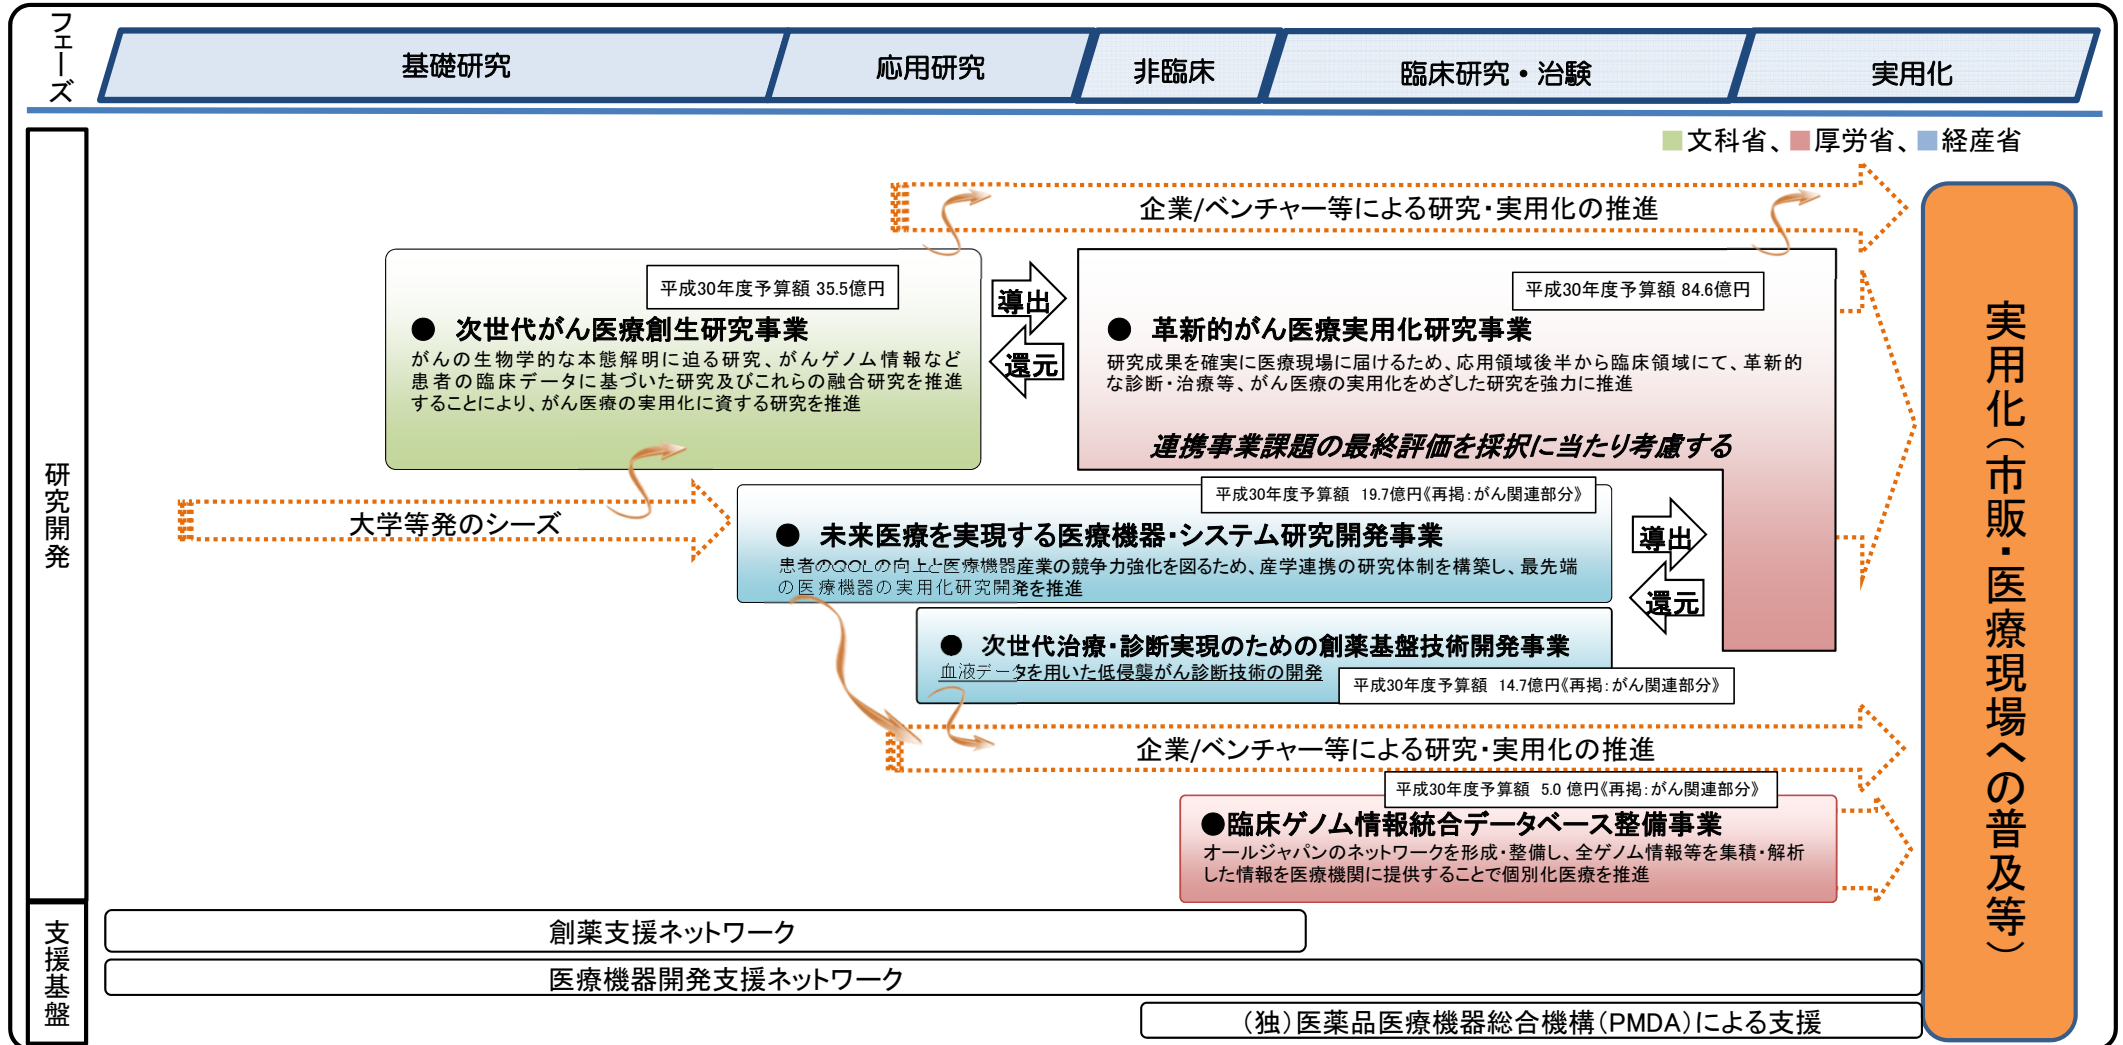 フェーズ
基礎研究
応用研究
非臨床
臨床研究・治験
実用化
文科省、厚労省、経産省
研究開発
企業/ベンチャー等による研究・実用化の推進
平成30年度予算額 35.5億円
● 次世代がん医療創生研究事業
がんの生物学的な本態解明に迫る研究、がんゲノム情報など
患者の臨床データに基づいた研究及びこれらの融合研究を推進
することにより、がん医療の実用化に資する研究を推進
導出
還元
平成30年度予算額 84.6億円
● 革新的がん医療実用化研究事業
研究成果を確実に医療現場に届けるため、応用領域後半から臨床領域にて、革新的
な診断・治療等、がん医療の実用化をめざした研究を強力に推進
連携事業課題の最終評価を採択に当たり考慮する
大学等発のシーズ
平成30年度予算額 19.7億円《再掲:がん関連部分》
● 未来医療を実現する医療機器・システム研究開発事業
患者のQOLの向上と医療機器産業の競争力強化を図るため、産学連携の研究体制を構築し、最先端
の医療機器の実用化研究開発を推進
導出
還元
● 次世代治療・診断実現のための創薬基盤技術開発事業
血液データを用いた低侵襲がん診断技術の開発
平成30年度予算額 14.7億円《再掲:がん関連部分》
企業/ベンチャー等による研究・実用化の推進
平成30年度予算額 5.0 億円《再掲:がん関連部分》
●臨床ゲノム情報統合データベース整備事業
オールジャパンのネットワークを形成・整備し、全ゲノム情報等を集積・解析
した情報を医療機関に提供することで個別化医療を推進
実用化(市販・医療現場への普及等)
支援基盤
創薬支援ネットワーク
医療機器開発支援ネットワーク
(独)医薬品医療機器総合機構(PMDA)による支援